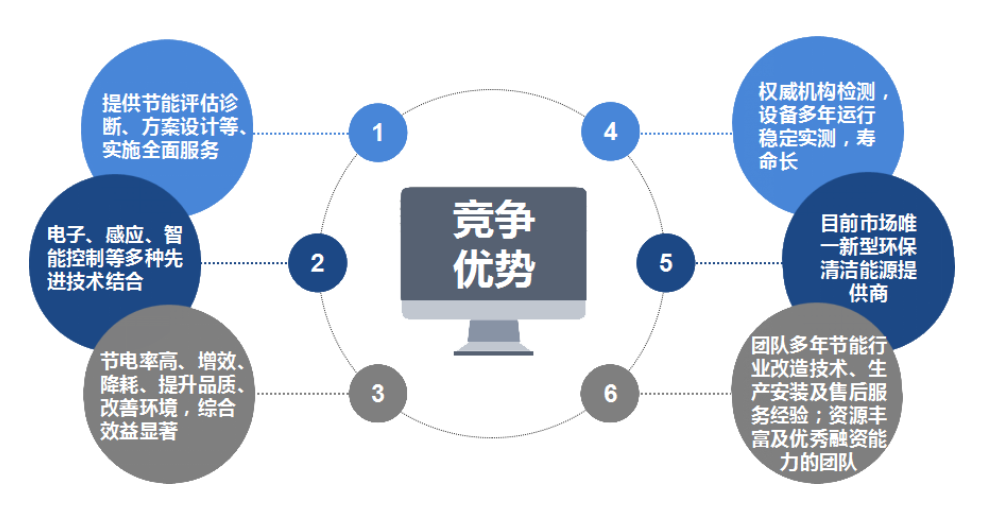 提供节能评估诊
断、方案设计等、
实施全面服务
1
电子、感应、智
能控制等多种先
进技术结合
2
节电率高、增效、
降耗、提升品质、
改善环境，综合
效益显著
3
竞争
优势
4
权威机构检测，
设备多年运行
稳定实测，寿
命长
5
目前市场唯
一新型环保
清洁能源提
供商
6
团队多年节能行
业改造技术、生
产安装及售后服
务经验；资源丰
富及优秀融资能
力的团队